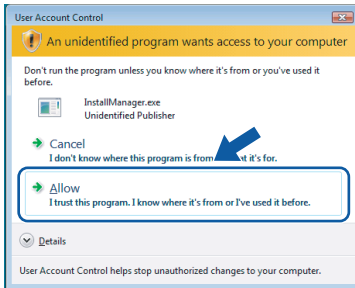 User Account Control
An unidentified program wants access to your computer
Don't run the program unless you know where it's from or you've used it
before.
InstallManager.exe
Unidentified Publisher
Cancel
I don't know where this program is from at it's for.
Allow
I trust this program. I know where it's from or I've used it before.
Details
User Account Control helps stop unauthorized changes to your computer.